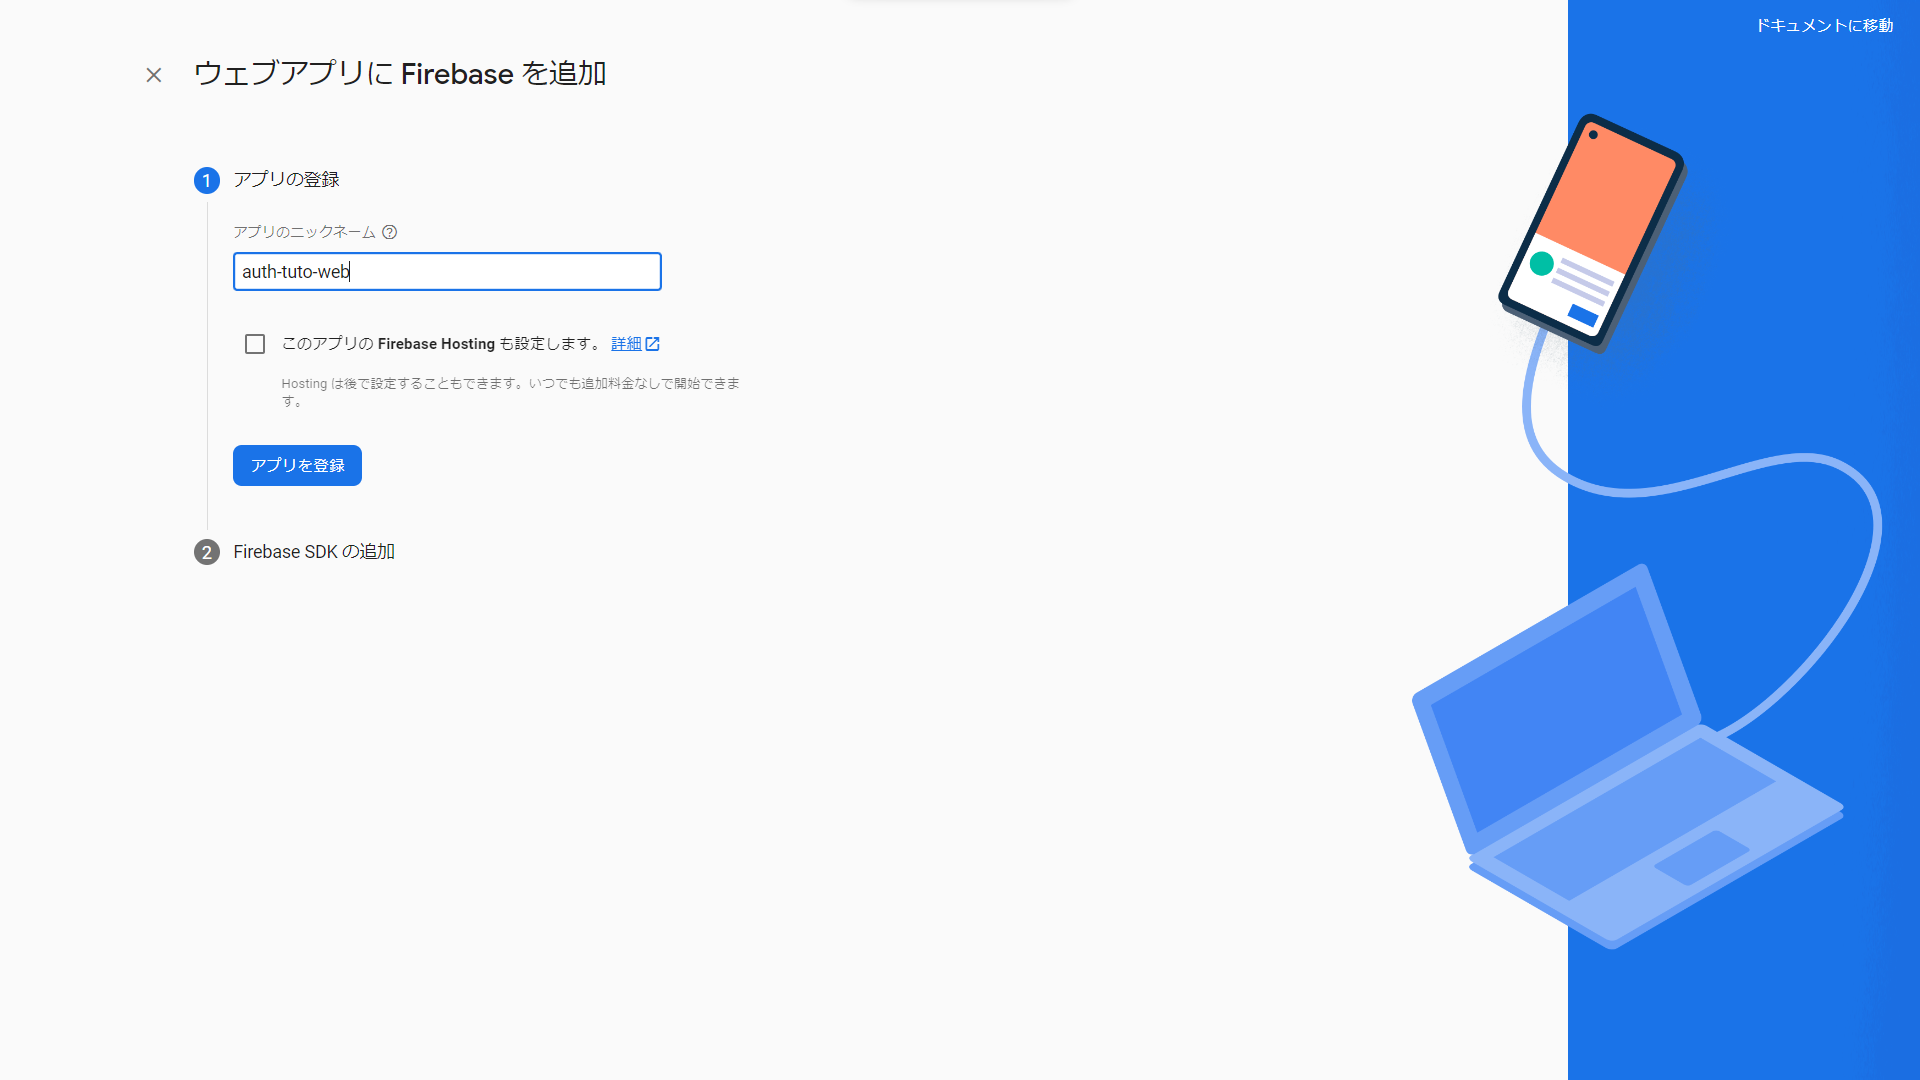 ドキュメントに移動
ウェブアプリに Firebase を追加
1 アプリの登録
アプリのニックネーム
auth-tuto-web
このアプリの Firebase Hosting も設定します。 詳細
Hosting は後で設定することもできます。いつでも追加料金なしで開始できま
す。
アプリを登録
2 Firebase SDK の追加